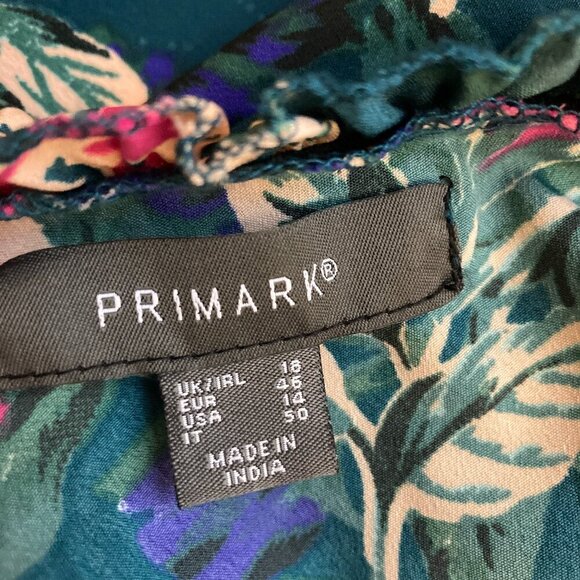 PRIMARK®
UK/IRL 18
EUR 46
USA 14
IT 50
MADE IN
INDIA